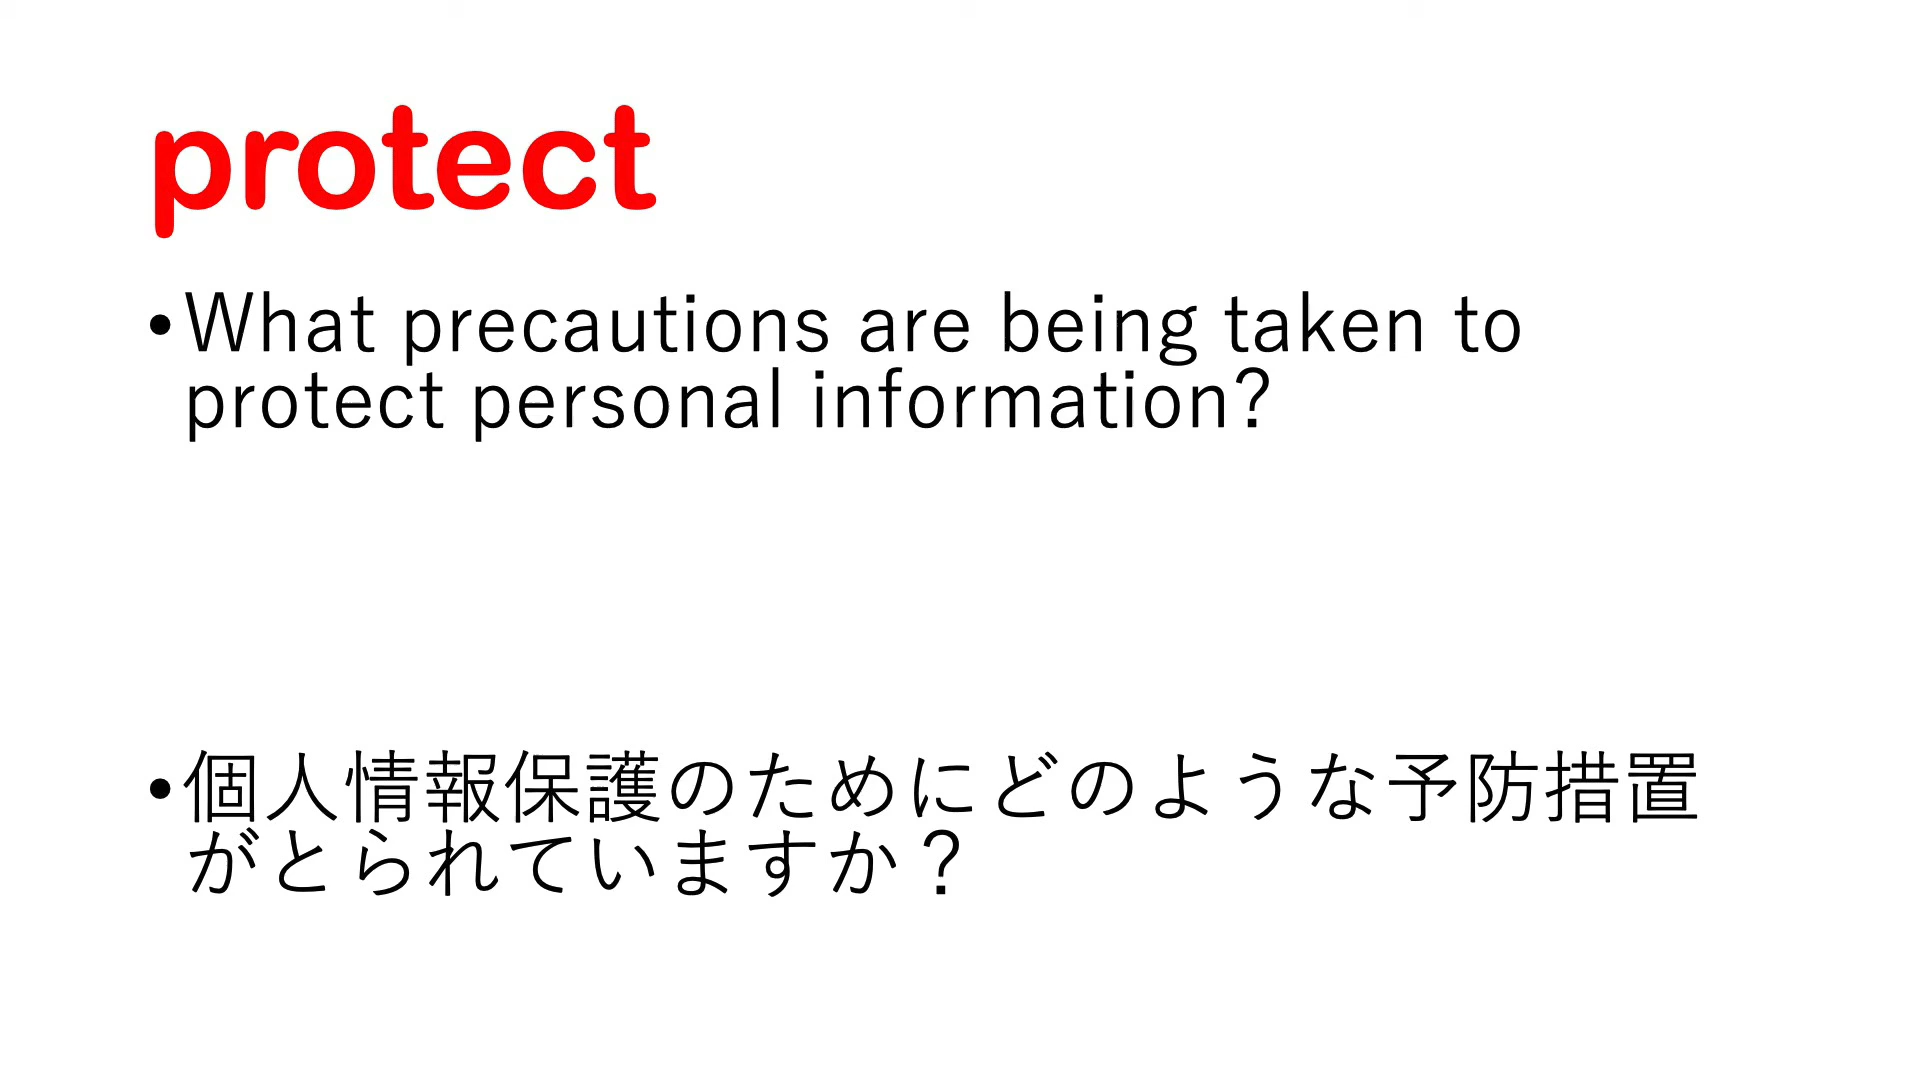 protect
•What precautions are being taken to
protect personal information?
•個人情報保護のためにどのような予防措置
がとられていますか？